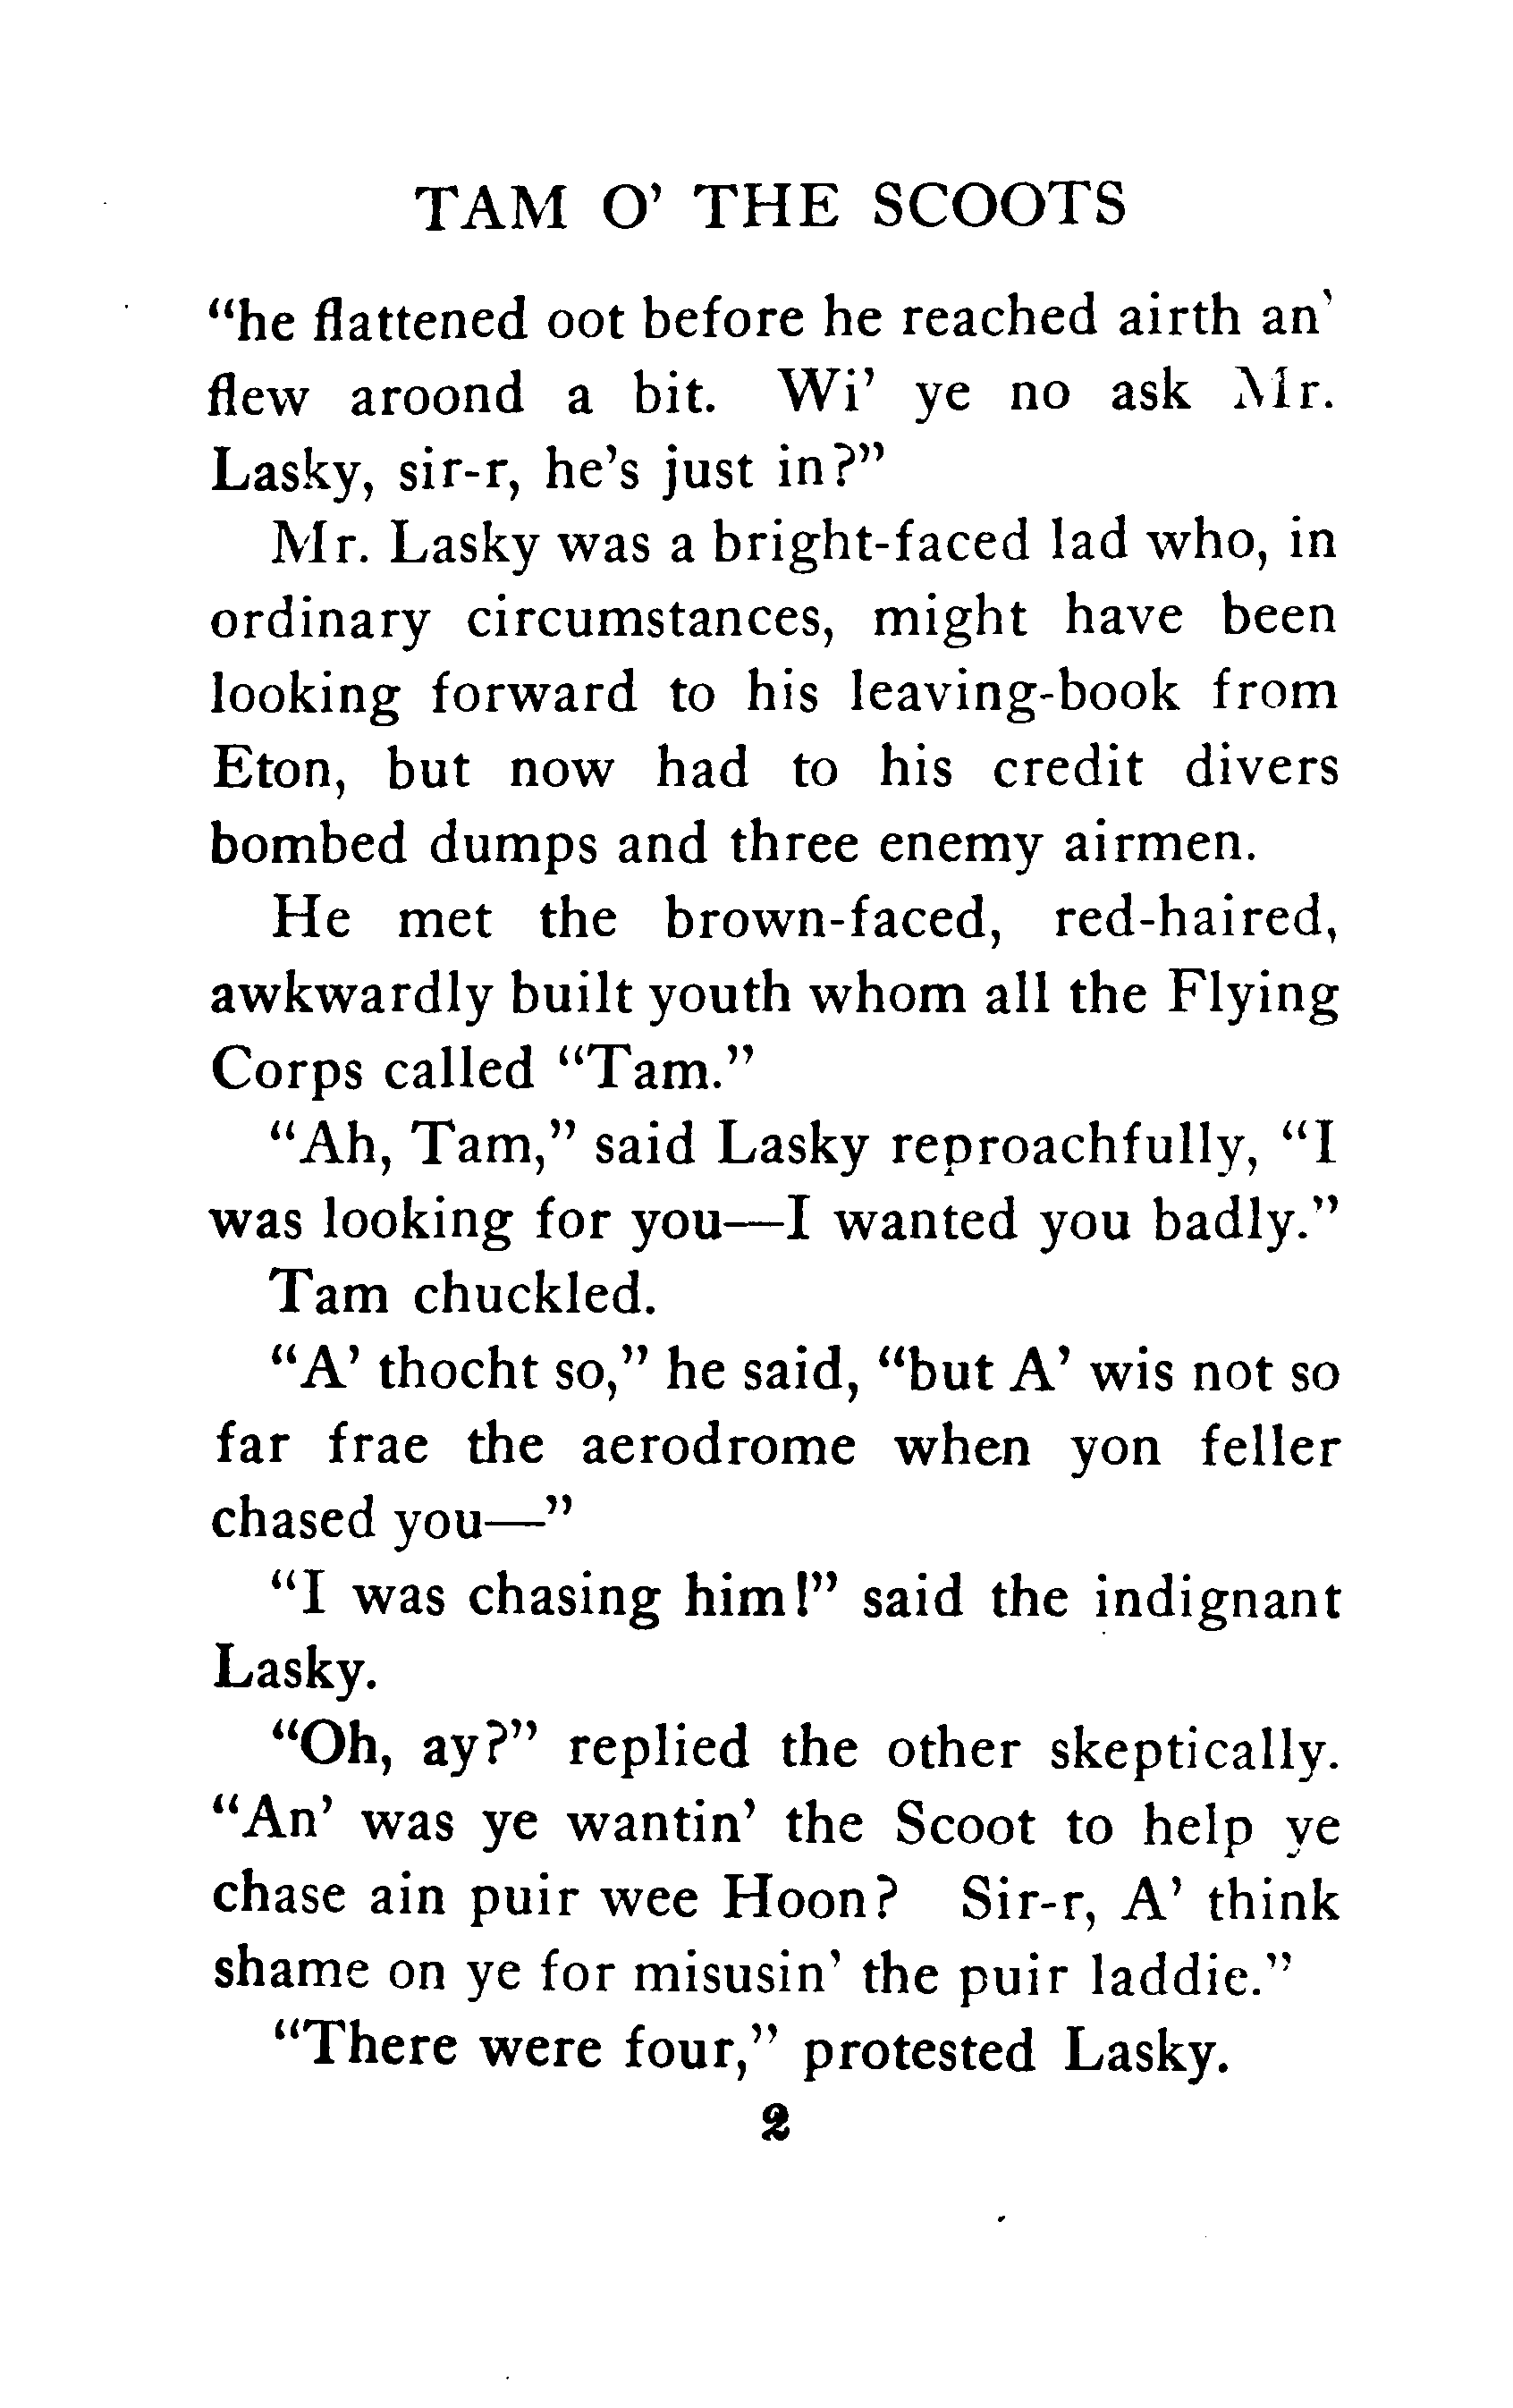 TAM O’ THE SCOOTS
“he flattened oot before he reached airth an’
flew aroond a bit. Wi’ ye no ask Mr.
Lasky, sir-r, he’s just in?”
Mr. Lasky was a bright-faced lad who, in
ordinary circumstances, might have been
looking forward to his leaving-book from
Eton, but now had to his credit divers
bombed dumps and three enemy airmen.
He met the brown-faced, red-haired,
awkwardly built youth whom all the Flying
Corps called “Tam.”
“Ah, Tam,” said Lasky reproachfully, “I
was looking for you—I wanted you badly.”
Tam chuckled.
“A’ thocht so,” he said, “but A’ wis not so
far frae the aerodrome when yon feller
chased you—”
“I was chasing him!” said the indignant
Lasky.
“Oh, ay?” replied the other skeptically.
“An’ was ye wantin’ the Scoot to help ye
chase ain puir wee Hoon? Sir-r, A’ think
shame on ye for misusin’ the puir laddie.”
“There were four,” protested Lasky.
2